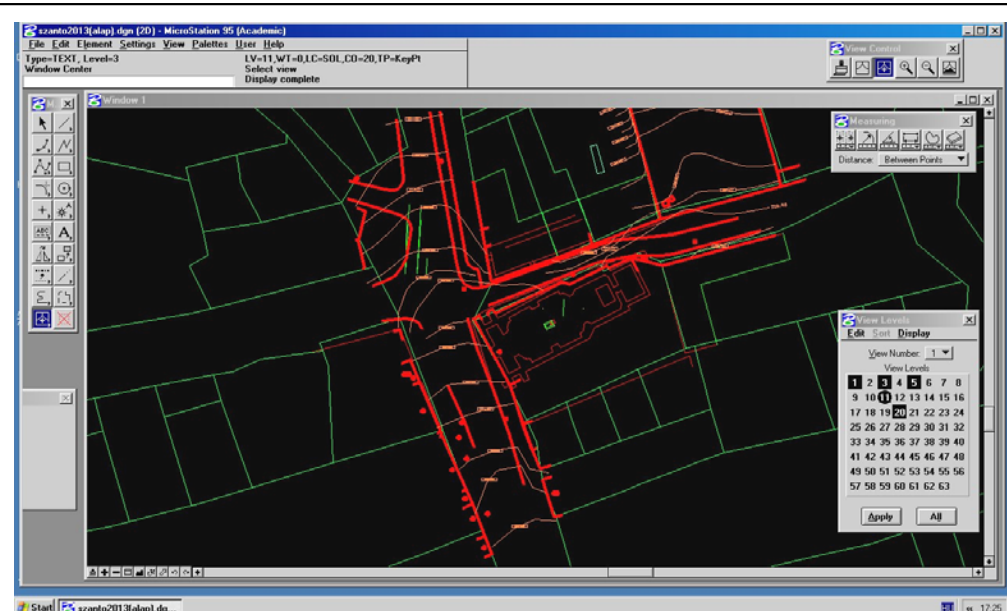 szanto2013(alap).dgn (2D) - MicroStation 95 (Academic)
File Edit Element Settings View Palettes User Help
Type=TEXT, Level=3
LV=11,WT=0,LC=SOL,CO=20,TP=KeyPt
Window Center
Select view
Display complete
View Control
M
Window 1
Measuring
Distance: Between Points
ABC
A
View Levels
Edit Sort Display
View Number: 1
View Levels
1 2 3 4 5 6 7 8
9 10 11 12 13 14 15 16
17 18 19 20 21 22 23 24
25 26 27 28 29 30 31 32
33 34 35 36 37 38 39 40
41 42 43 44 45 46 47 48
49 50 51 52 53 54 55 56
57 58 59 60 61 62 63
Apply All
Start szanto2013(alap).dg...
17:25